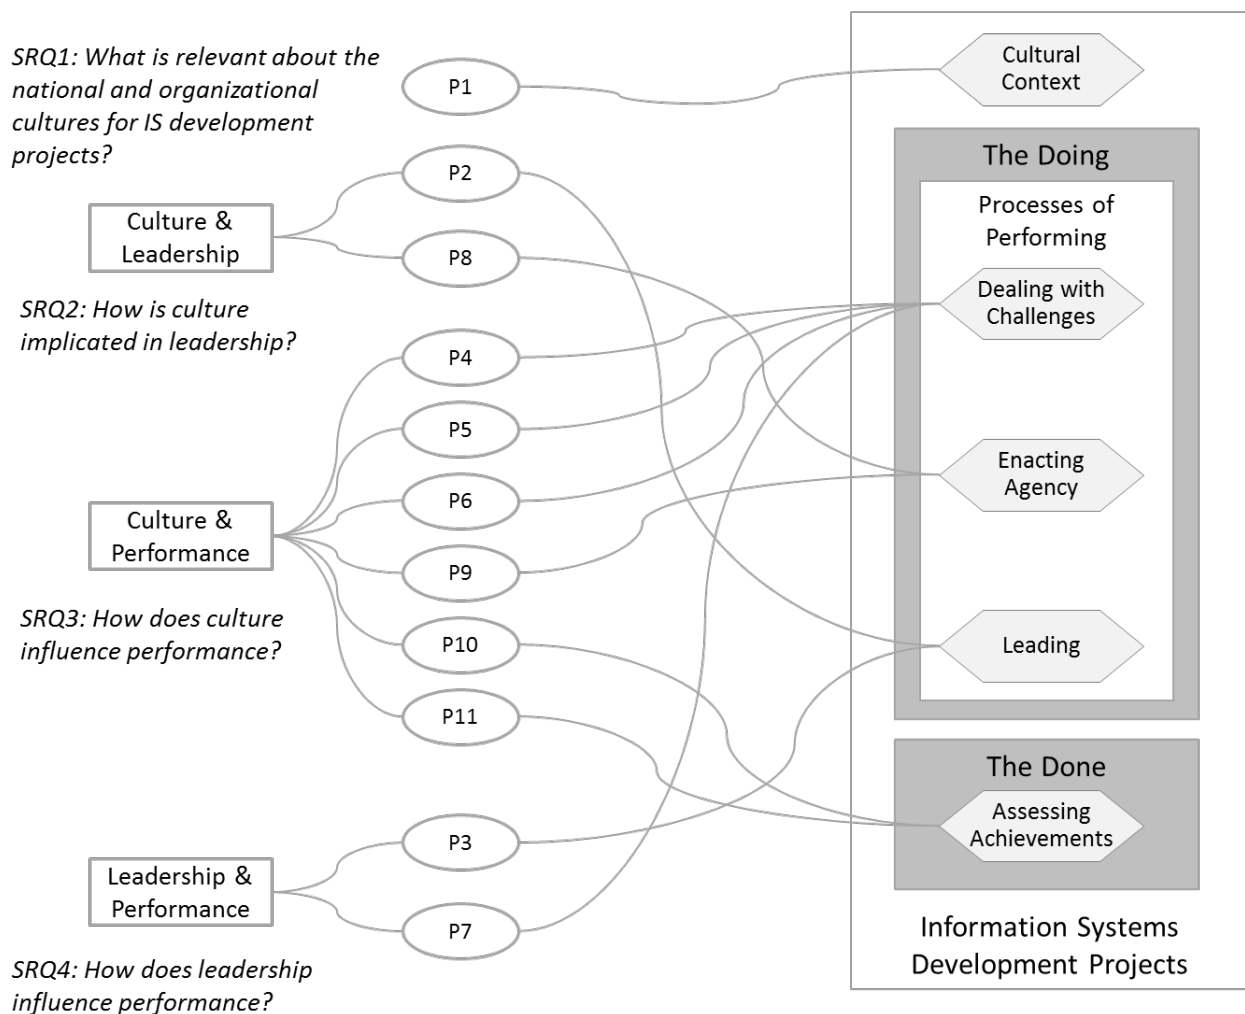 SRQ1: What is relevant about the
national and organizational
cultures for IS development
projects?
P1
Cultural
Context
The Doing
P2
Processes of
Performing
Culture &
Leadership
P8
Dealing with
Challenges
SRQ2: How is culture
implicated in leadership?
P4
P5
Enacting
Agency
P6
Culture &
Performance
P9
SRQ3: How does culture
influence performance?
P10
Leading
P11
The Done
Assessing
Achievements
P3
Leadership &
Performance
P7
Information Systems
Development Projects
SRQ4: How does leadership
influence performance?